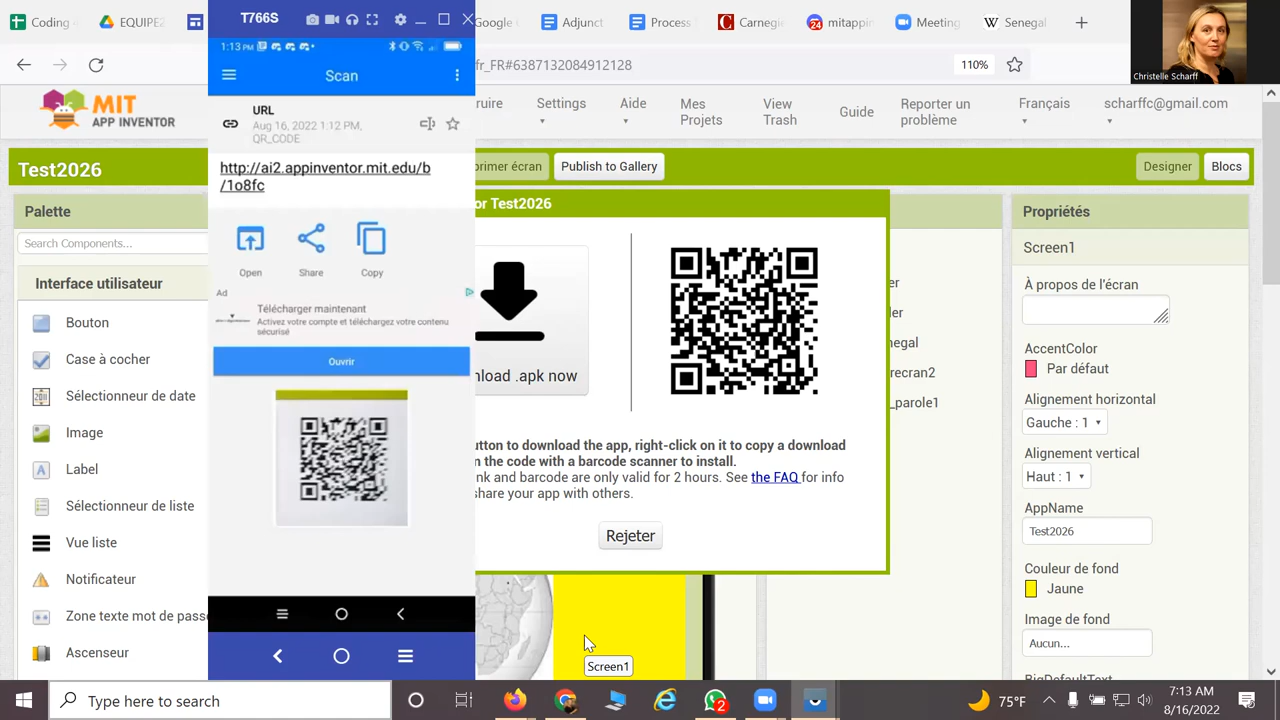 Coding
EQUIPE2
T766S
Google
Adjunct
Process
Carnegie
24
mitappin
Meeting
Senegal
1:13 PM
fr_FR#6387132084912128
110%
Christelle Scharff
Scan
MIT
APP INVENTOR
Settings
Aide
Mes
Projets
View
Trash
Guide
Reporter un
problème
Français
scharffc@gmail.com
URL
Aug 16, 2022 1:12 PM,
QR_CODE
Test2026
primer écran
Publish to Gallery
Designer
Blocs
http://ai2.appinventor.mit.edu/b
/1o8fc
or Test2026
Palette
Search Components...
Propriétés
Screen1
Interface utilisateur
Open
Share
Copy
À propos de l'écran
Ad
Télécharger maintenant
Activez votre compte et téléchargez votre contenu
sécurisé
Bouton
Case à cocher
Sélectionneur de date
Image
Label
Sélectionneur de liste
Vue liste
Notificateur
Zone texte mot de passe
Ascenseur
Ouvrir
nload .apk now
er
der
negal
recran2
_parole1
AccentColor
Par défaut
Alignement horizontal
Gauche : 1
Alignement vertical
Haut : 1
AppName
Test2026
Couleur de fond
Jaune
Image de fond
Aucun...
BigDefaultText
utton to download the app, right-click on it to copy a download
n the code with a barcode scanner to install.
nk and barcode are only valid for 2 hours. See the FAQ for info
share your app with others.
Rejeter
Screen1
Type here to search
2
75°F
7:13 AM
8/16/2022